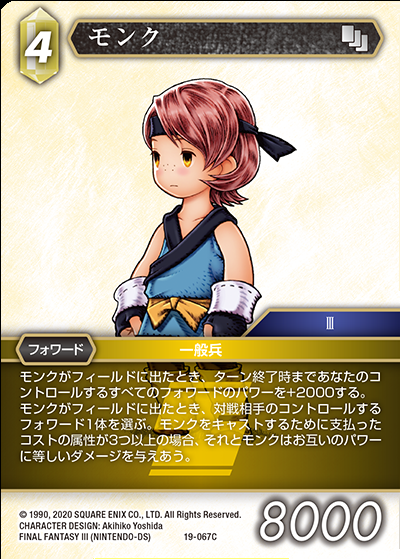 4
モンク
III
フォワード
一般兵
モンクがフィールドに出たとき、ターン終了時まであなたのコ
ントロールするすべてのフォワードのパワーを+2000する。
モンクがフィールドに出たとき、対戦相手のコントロールする
フォワード1体を選ぶ。モンクをキャストするために支払った
コストの属性が3つ以上の場合、それとモンクはお互いのパワー
に等しいダメージを与えあう。
© 1990, 2020 SQUARE ENIX CO., LTD. All Rights Reserved.
CHARACTER DESIGN: Akihiko Yoshida
FINAL FANTASY III (NINTENDO-DS)
19-067C
8000